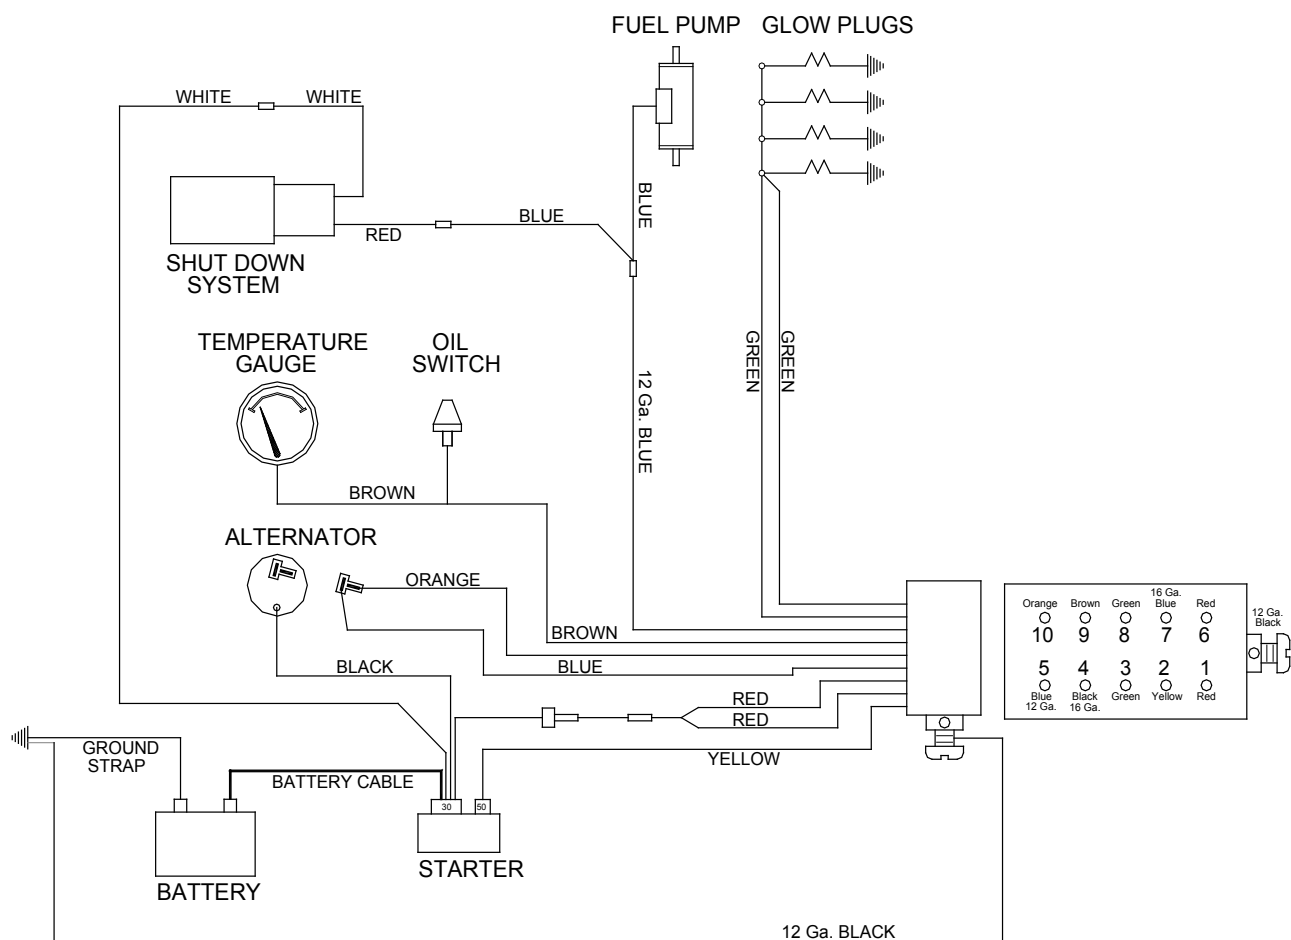 FUEL PUMP
GLOW PLUGS
WHITE
WHITE
BLUE
BLUE
RED
SHUT DOWN
SYSTEM
TEMPERATURE
GAUGE
OIL
SWITCH
12 Ga. BLUE
GREEN
GREEN
BROWN
ALTERNATOR
ORANGE
BROWN
BLACK
BLUE
RED
RED
YELLOW
GROUND
STRAP
BATTERY CABLE
30
50
BATTERY
STARTER
16 Ga.
Orange Brown Green Blue Red
10 9 8 7 6
5 4 3 2 1
Blue Black Green Yellow Red
12 Ga. 16 Ga.
12 Ga.
Black
12 Ga. BLACK